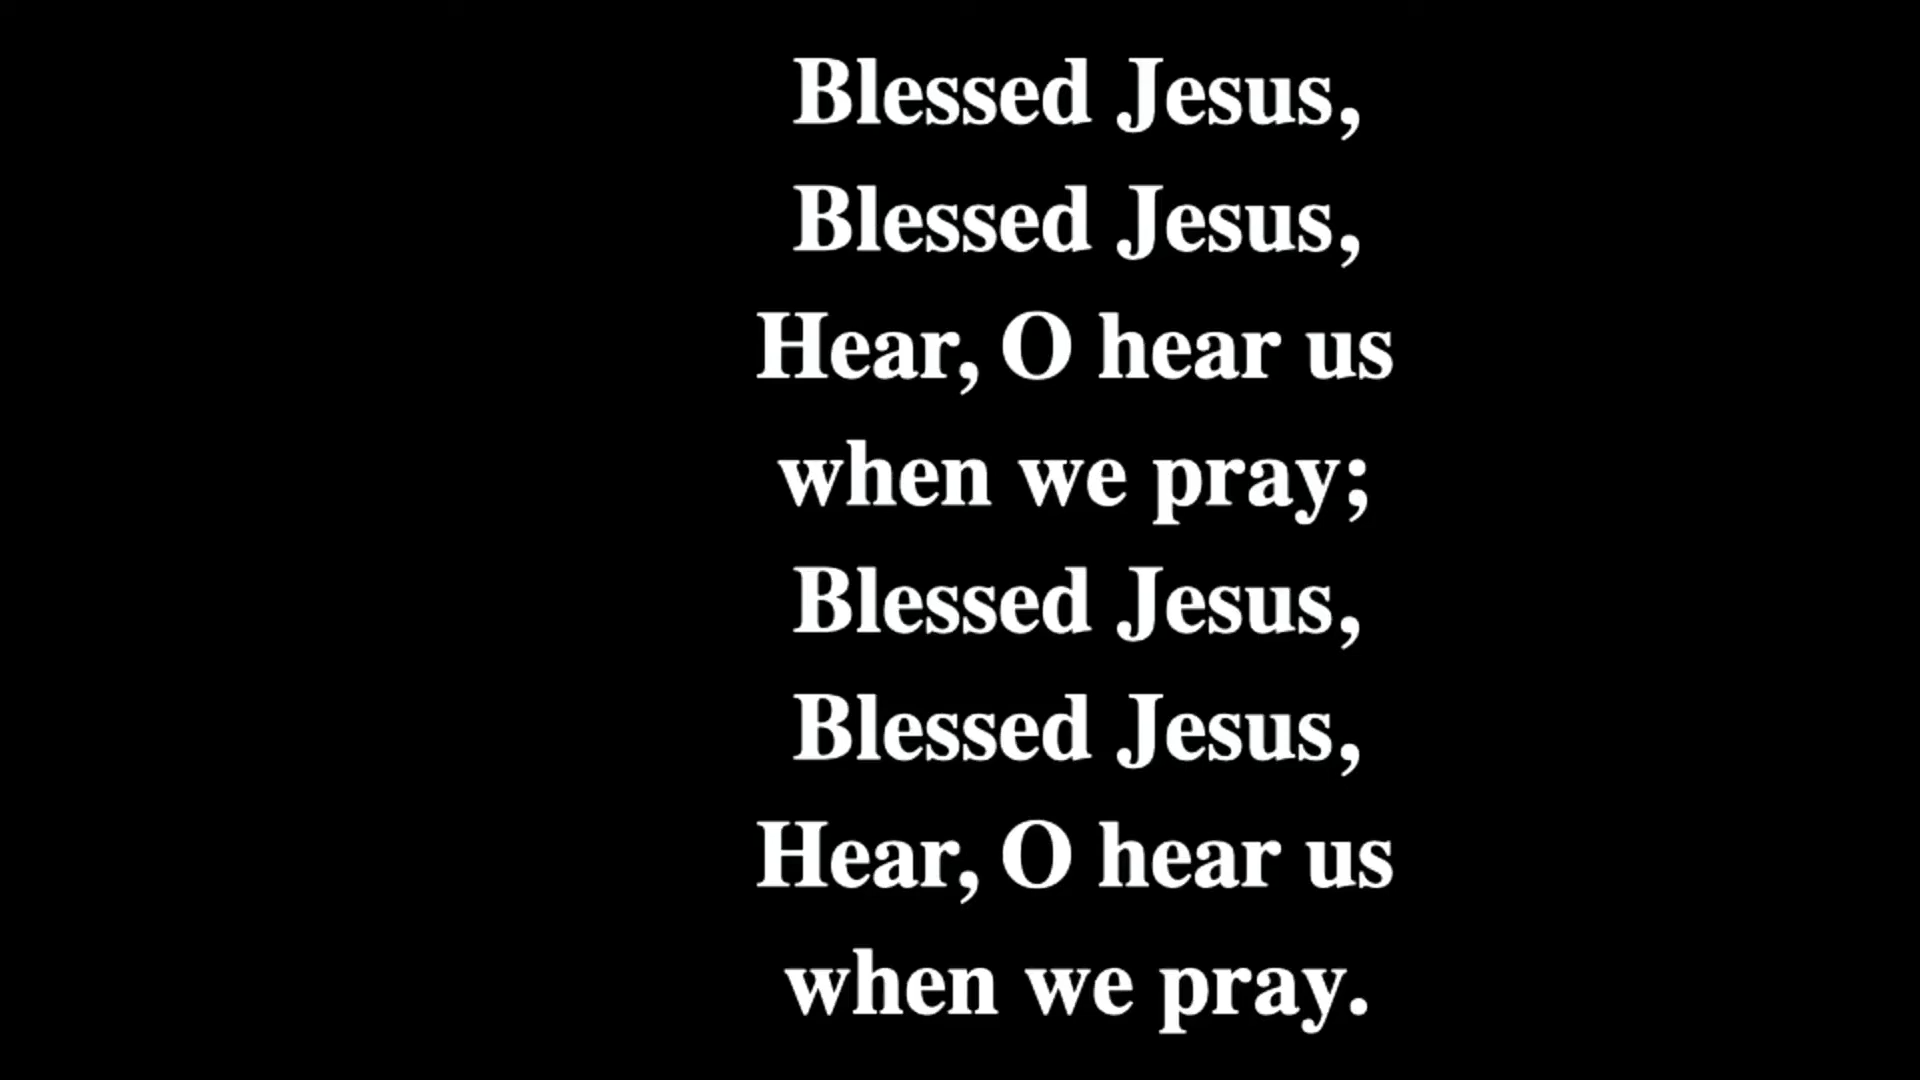 Blessed Jesus,
Blessed Jesus,
Hear, O hear us
when we pray;
Blessed Jesus,
Blessed Jesus,
Hear, O hear us
when we pray.